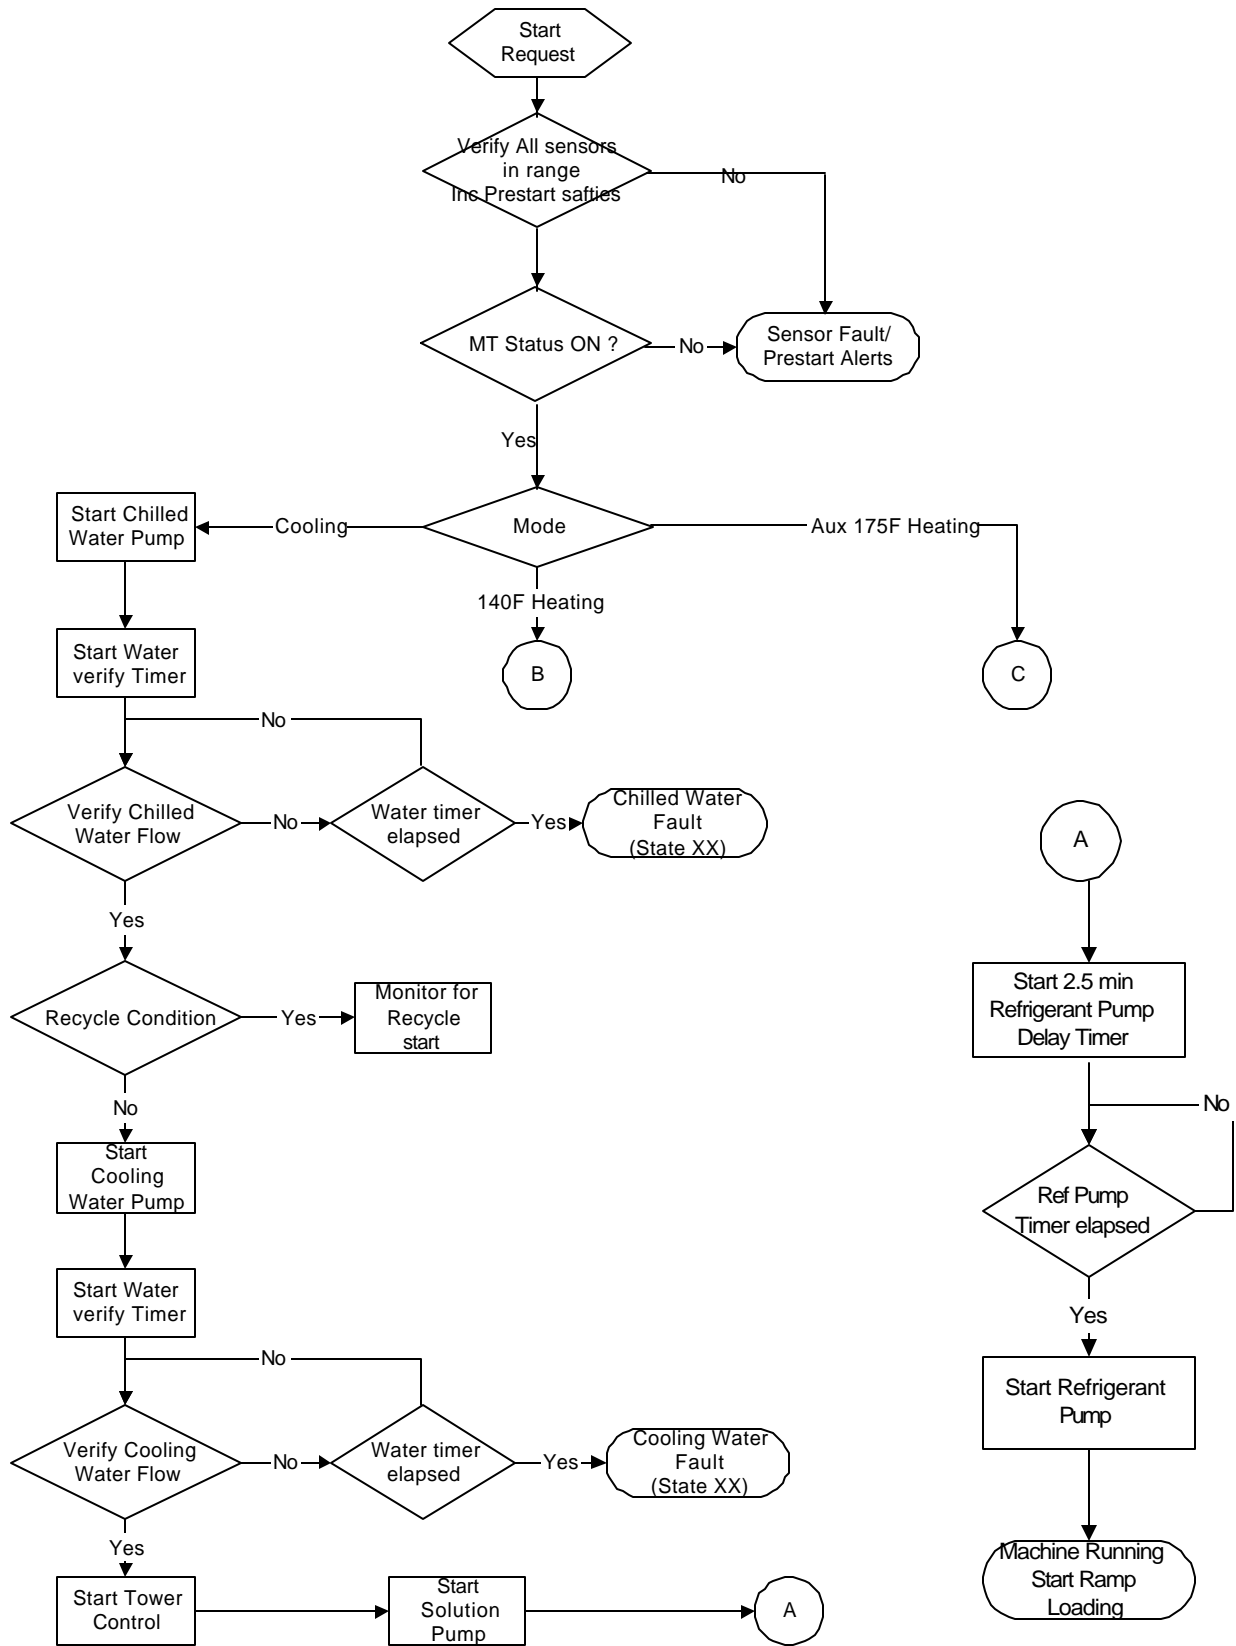 Start
Request
Verify All sensors
in range
Inc Prestart safties
No
MT Status ON ?
No
Sensor Fault/
Prestart Alerts
Yes
Start Chilled
Water Pump
Cooling
Mode
Aux 175F Heating
140F Heating
Start Water
verify Timer
B
C
No
Verify Chilled
Water Flow
No
Water timer
elapsed
Yes
Chilled Water
Fault
(State XX)
Yes
Recycle Condition
Yes
Monitor for
Recycle
start
No
Start
Cooling
Water Pump
Start Water
verify Timer
No
Verify Cooling
Water Flow
No
Water timer
elapsed
Yes
Cooling Water
Fault
(State XX)
Yes
Start Tower
Control
Start
Solution
Pump
A
A
Start 2.5 min
Refrigerant Pump
Delay Timer
No
Ref Pump
Timer elapsed
Yes
Start Refrigerant
Pump
Machine Running
Start Ramp
Loading